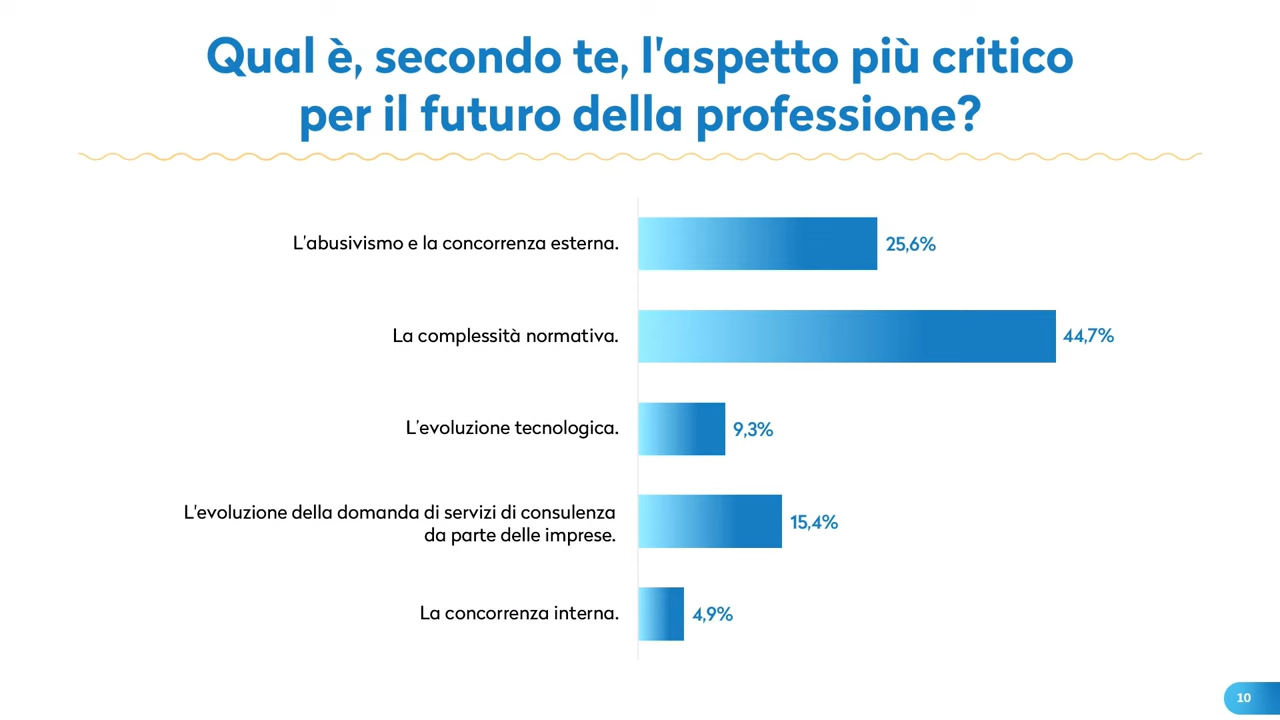 Qual è, secondo te, l'aspetto più critico
per il futuro della professione?
L'abusivismo e la concorrenza esterna.
25,6%
La complessità normativa.
44,7%
L’evoluzione tecnologica.
9,3%
L'evoluzione della domanda di servizi di consulenza
da parte delle imprese.
15,4%
La concorrenza interna.
4,9%
10